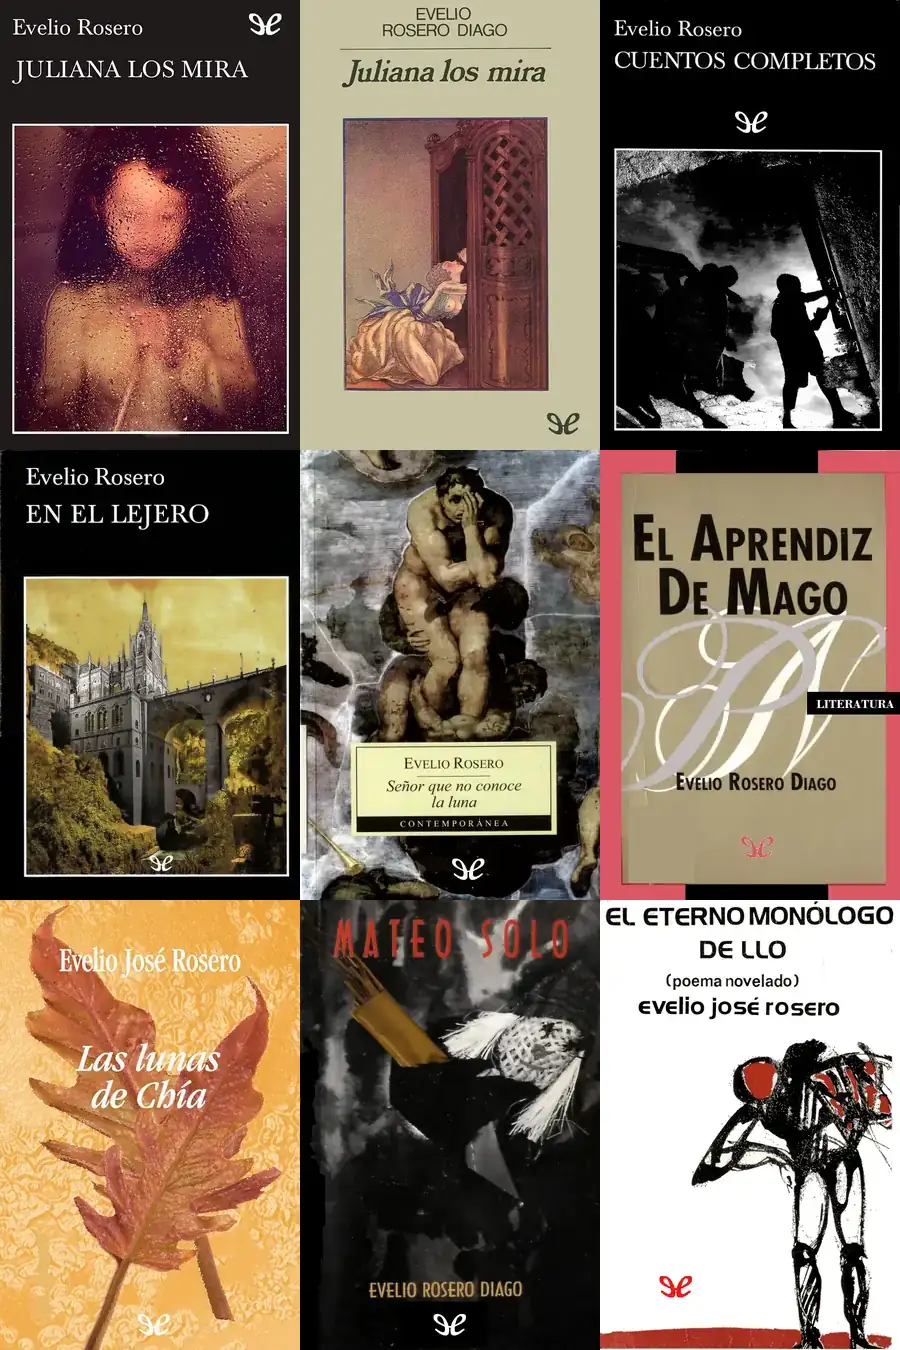 Evelio Rosero
JULIANA LOS MIRA
EVELIO
ROSERO DIAGO
Juliana los mira
Evelio Rosero
CUENTOS COMPLETOS
Evelio Rosero
EN EL LEJERO
EVELIO ROSERO
Señor que no conoce
la luna
CONTEMPORÁNEA
EL APRENDIZ
DE MAGO
LITERATURA
EVELIO ROSERO DIAGO
Evelio José Rosero
Las lunas
de Chía
MATEO SOLO
EVELIO ROSERO DIAGO
EL ETERNO MONÓLOGO
DE LLO
(poema novelado)
evelio josé rosero